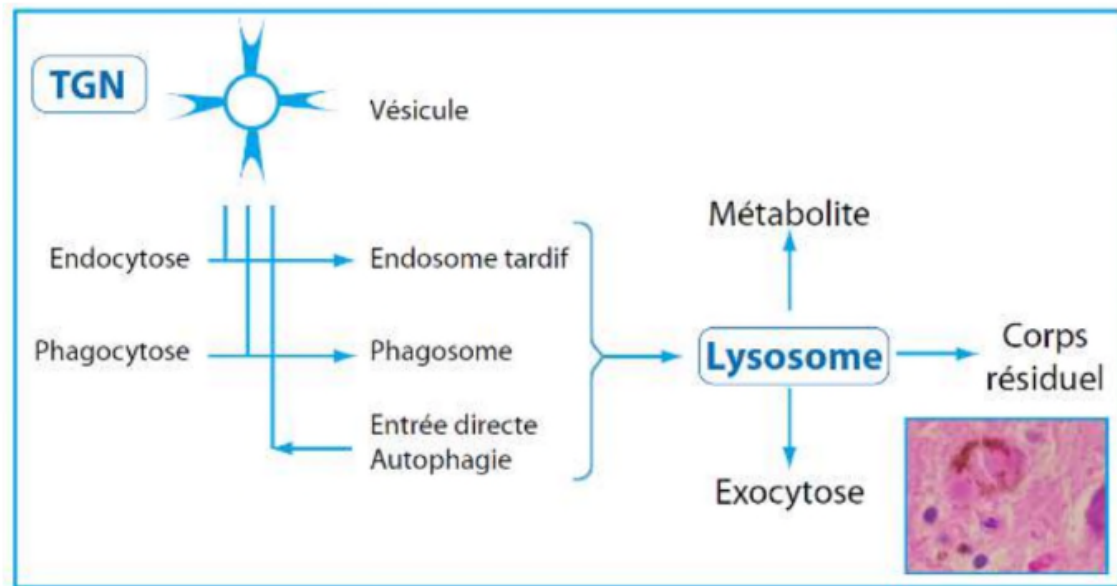 TGN
Vésicule
Endocytose
Endosome tardif
Phagocytose
Phagosome
Entrée directe
Autophagie
Métabolite
Lysosome
Corps
résiduel
Exocytose